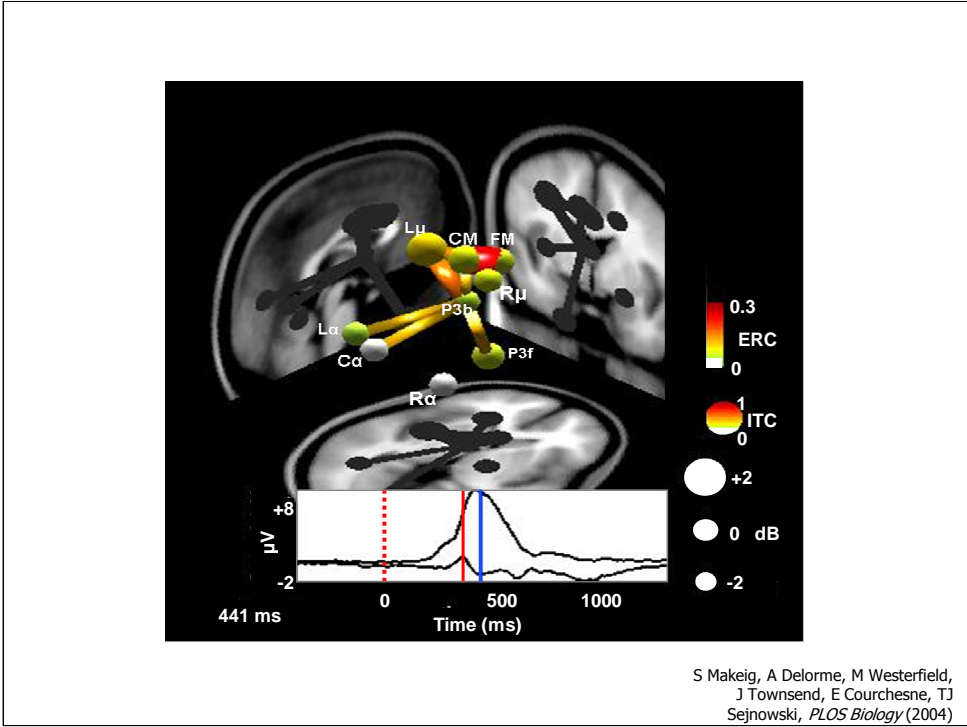 Lμ
CM FM
Rμ
P3b
Lα
Cα
P3f
Rα
0.3
ERC
0
1
ITC
0
+2
0 dB
-2
+8
μV
-2
0 500 1000
441 ms
Time (ms)
S Makeig, A Delorme, M Westerfield,
J Townsend, E Courchesne, TJ
Sejnowski, PLOS Biology (2004)